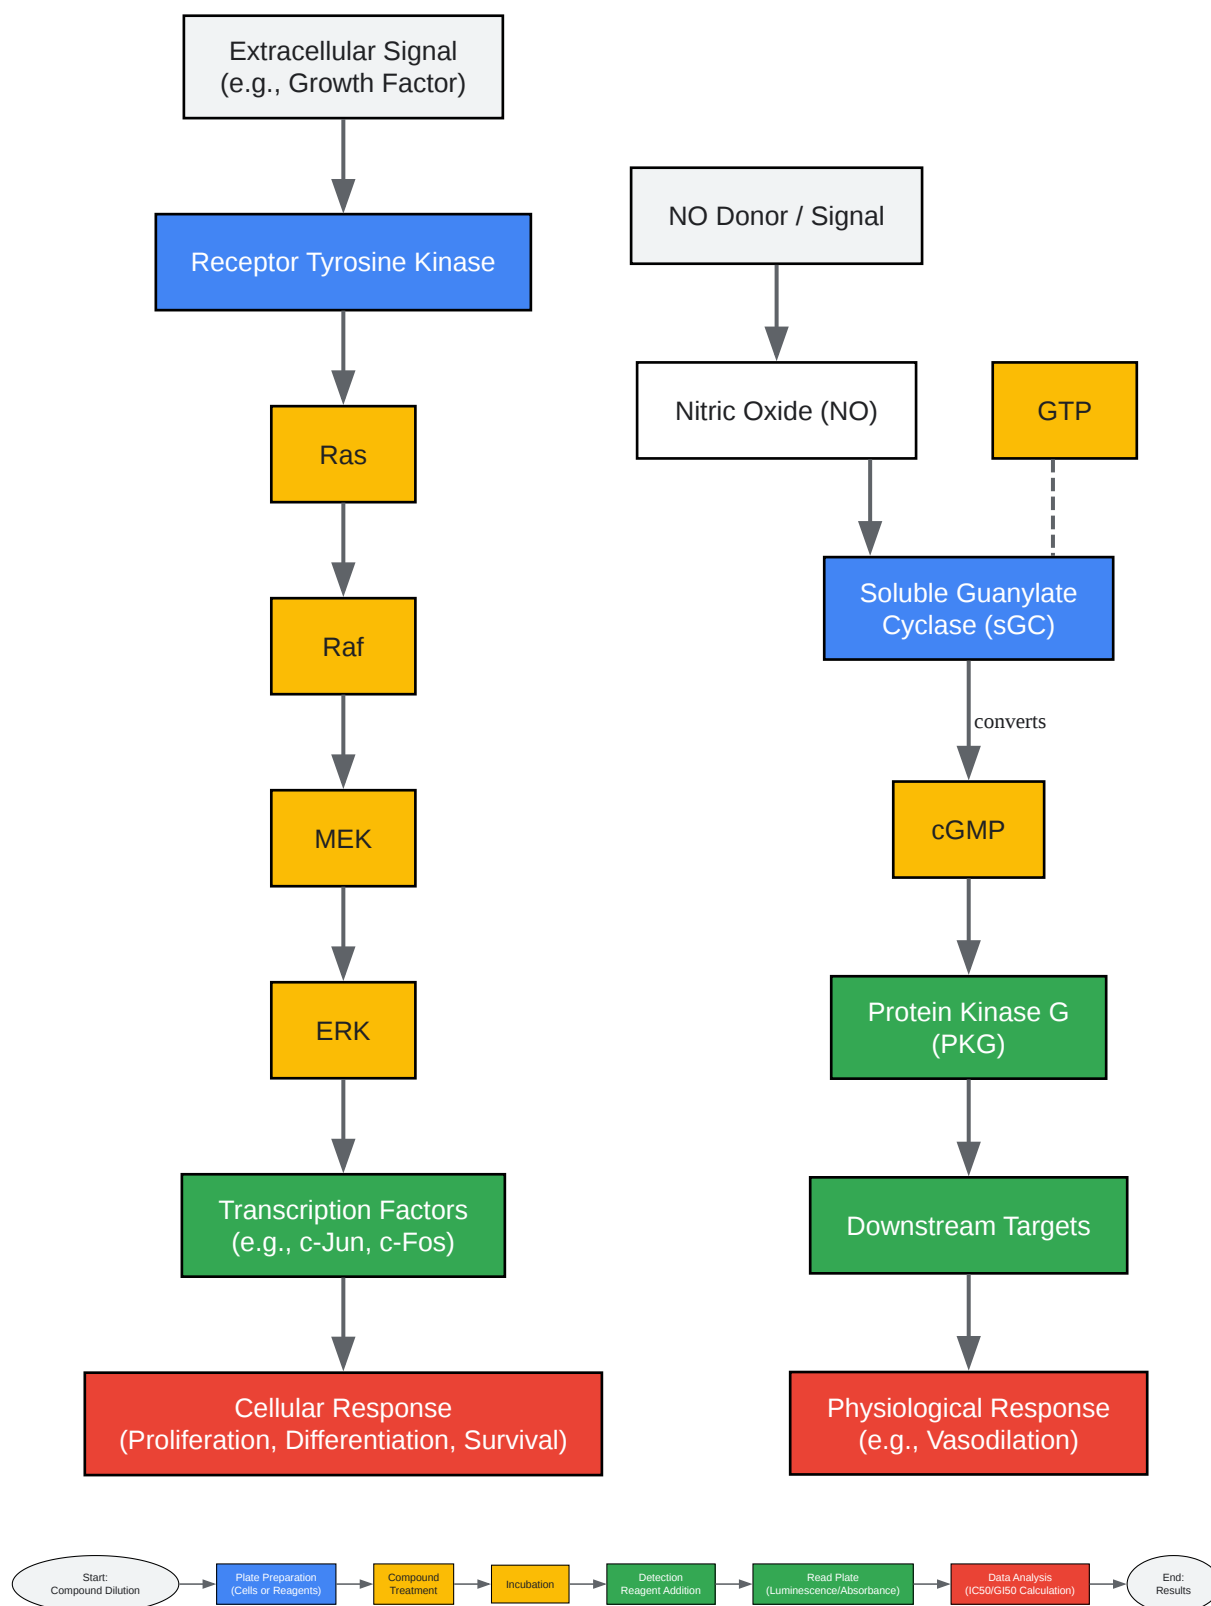 Extracellular Signal
(e.g., Growth Factor)
Receptor Tyrosine Kinase
Ras
Raf
MEK
ERK
Transcription Factors
(e.g., c-Jun, c-Fos)
Cellular Response
(Proliferation, Differentiation, Survival)
NO Donor / Signal
Nitric Oxide (NO)
GTP
Soluble Guanylate
Cyclase (sGC)
converts
cGMP
Protein Kinase G
(PKG)
Downstream Targets
Physiological Response
(e.g., Vasodilation)
Start:
Compound Dilution
Plate Preparation
(Cells or Reagents)
Compound
Treatment
Incubation
Detection
Reagent Addition
Read Plate
(Luminescence/Absorbance)
Data Analysis
(IC50/GI50 Calculation)
End:
Results